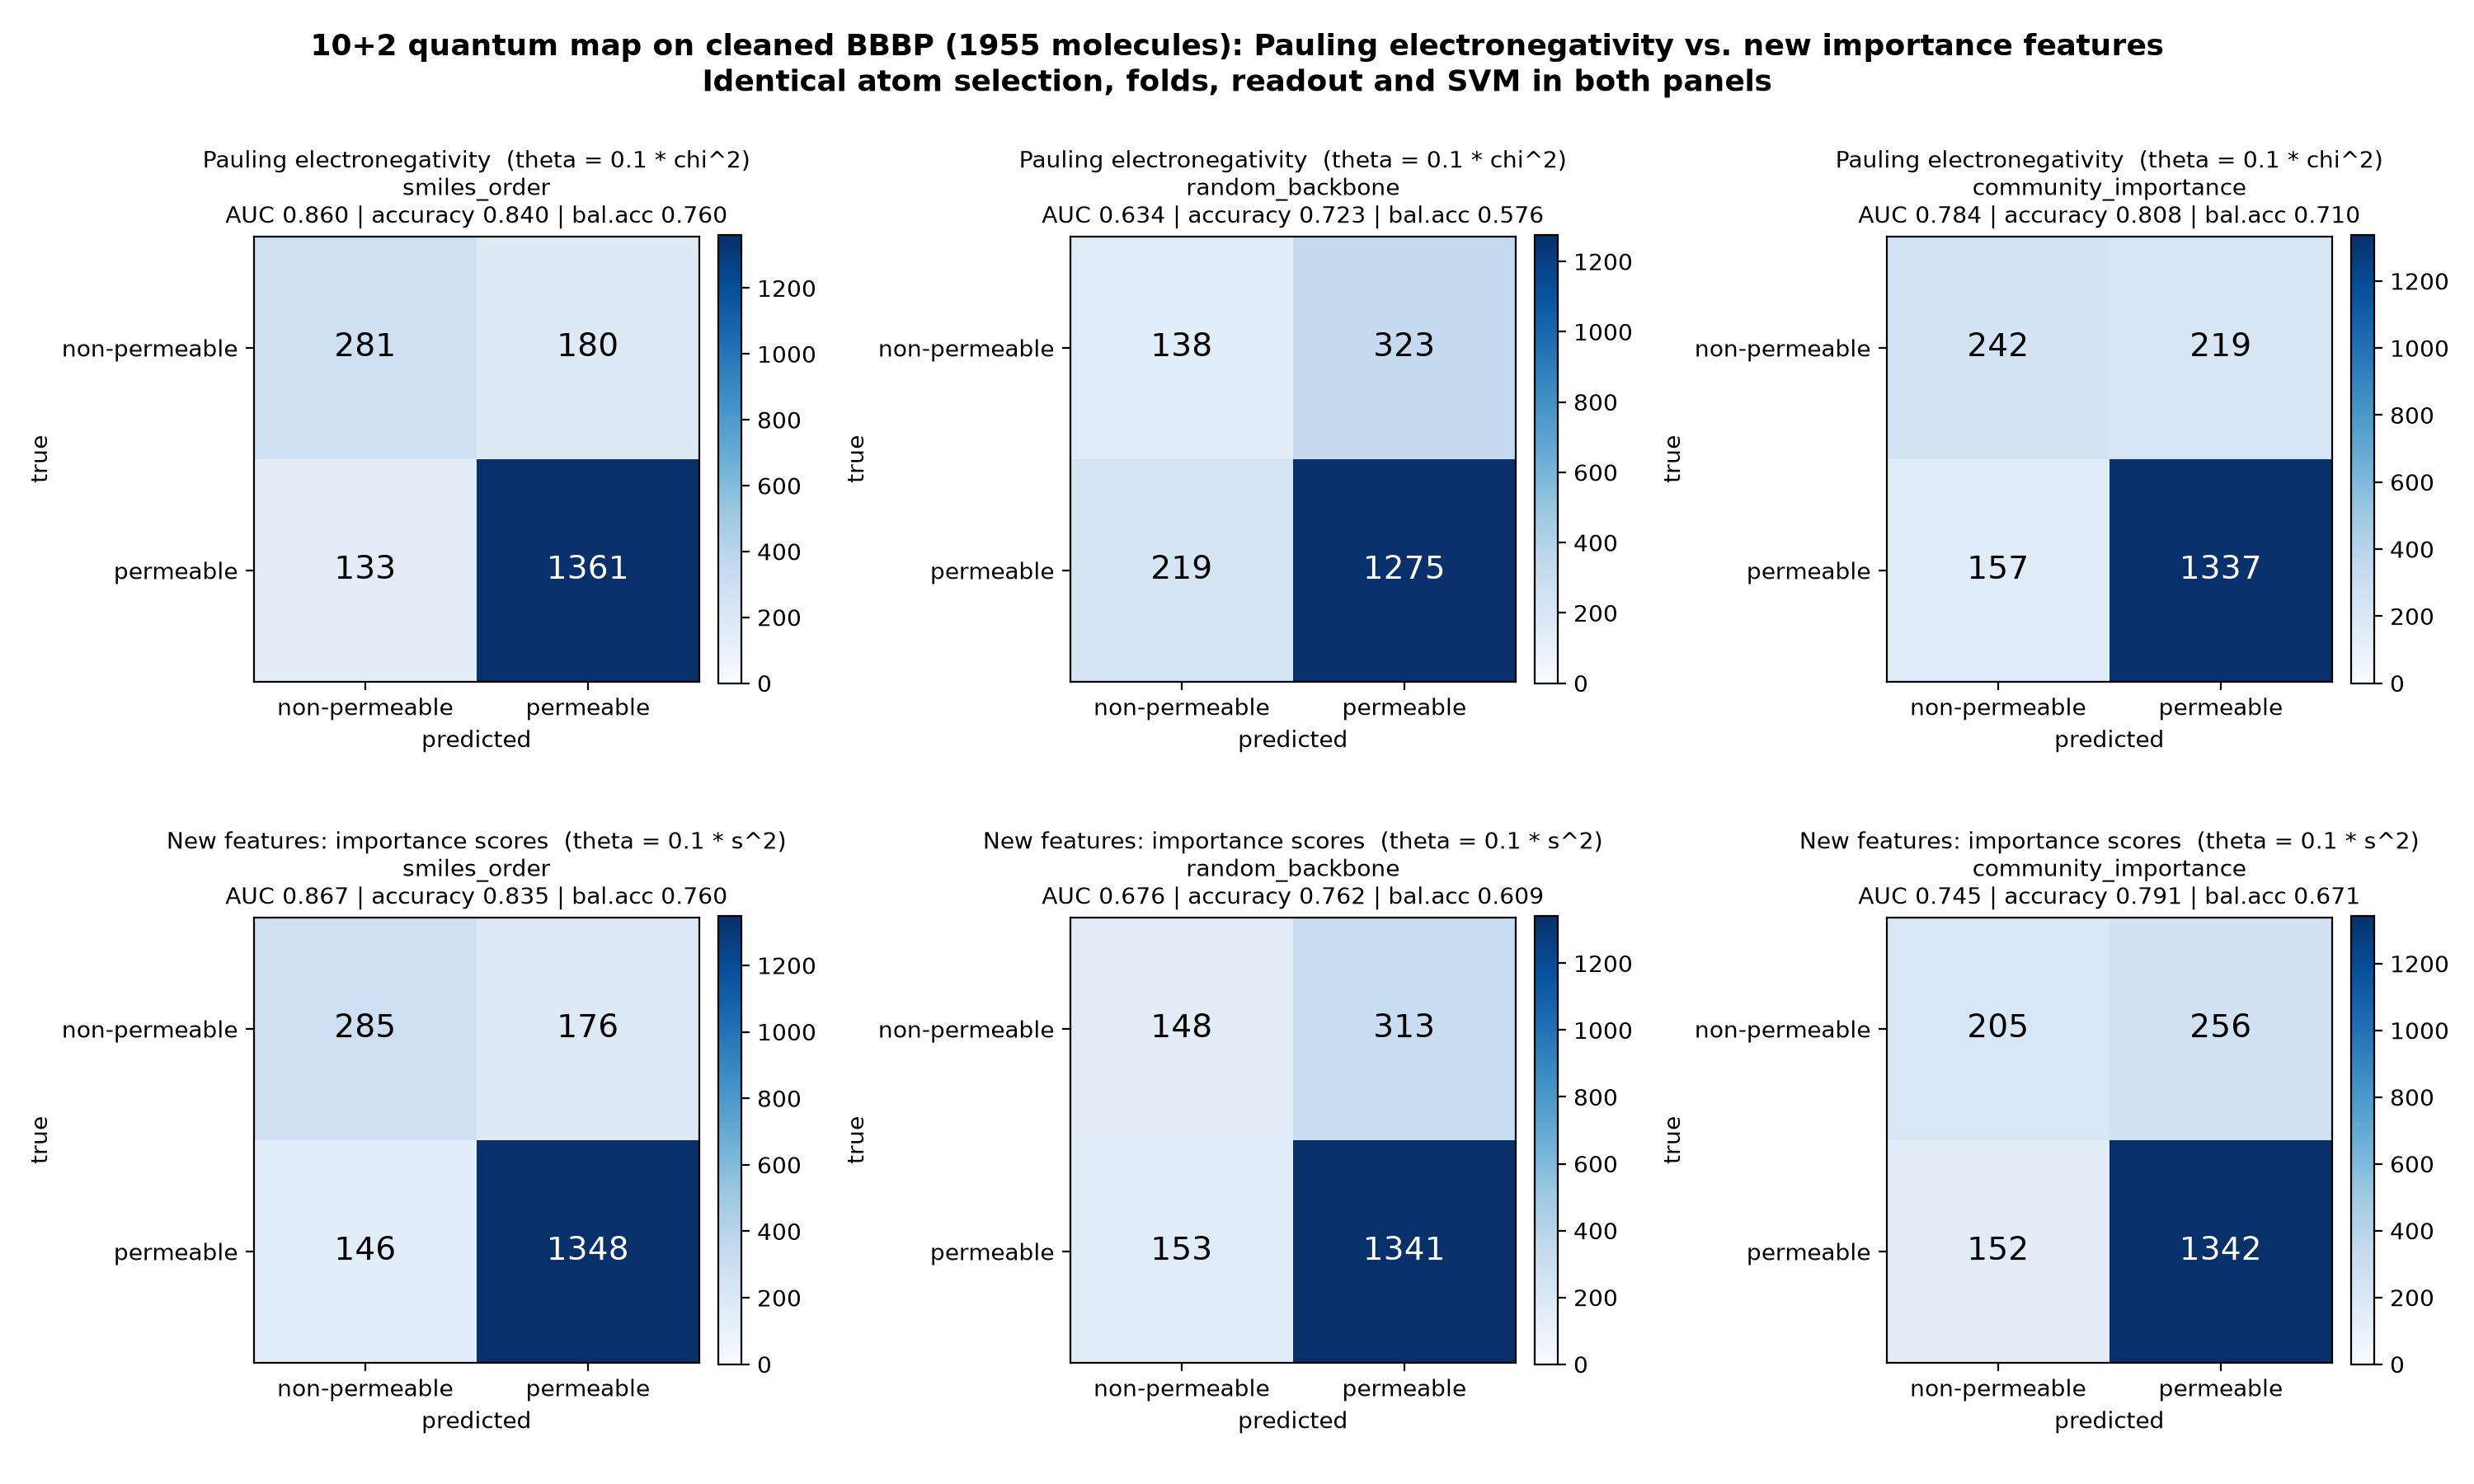 10+2 quantum map on cleaned BBBP (1955 molecules): Pauling electronegativity vs. new importance features
Identical atom selection, folds, readout and SVM in both panels
Pauling electronegativity  (theta = 0.1 * chi^2)
smiles_order
AUC 0.860 | accuracy 0.840 | bal.acc 0.760
true
non-permeable
permeable
281
180
133
1361
non-permeable
permeable
predicted
1200
1000
800
600
400
200
0
Pauling electronegativity  (theta = 0.1 * chi^2)
random_backbone
AUC 0.634 | accuracy 0.723 | bal.acc 0.576
true
non-permeable
permeable
138
323
219
1275
non-permeable
permeable
predicted
1200
1000
800
600
400
200
0
Pauling electronegativity  (theta = 0.1 * chi^2)
community_importance
AUC 0.784 | accuracy 0.808 | bal.acc 0.710
true
non-permeable
permeable
242
219
157
1337
non-permeable
permeable
predicted
1200
1000
800
600
400
200
0
New features: importance scores  (theta = 0.1 * s^2)
smiles_order
AUC 0.867 | accuracy 0.835 | bal.acc 0.760
true
non-permeable
permeable
285
176
146
1348
non-permeable
permeable
predicted
1200
1000
800
600
400
200
0
New features: importance scores  (theta = 0.1 * s^2)
random_backbone
AUC 0.676 | accuracy 0.762 | bal.acc 0.609
true
non-permeable
permeable
148
313
153
1341
non-permeable
permeable
predicted
1200
1000
800
600
400
200
0
New features: importance scores  (theta = 0.1 * s^2)
community_importance
AUC 0.745 | accuracy 0.791 | bal.acc 0.671
true
non-permeable
permeable
205
256
152
1342
non-permeable
permeable
predicted
1200
1000
800
600
400
200
0